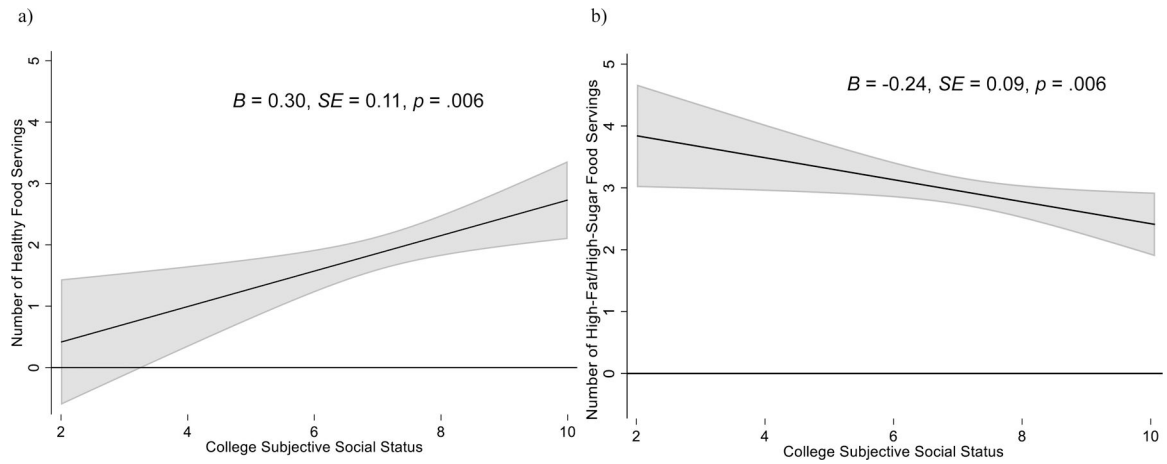 a)
B = 0.30, SE = 0.11, p = .006
Number of Healthy Food Servings
5
4
3
2
1
0
2 4 6 8 10
College Subjective Social Status
b)
B = -0.24, SE = 0.09, p = .006
Number of High-Fat/High-Sugar Food Servings
5
4
3
2
1
0
2 4 6 8 10
College Subjective Social Status